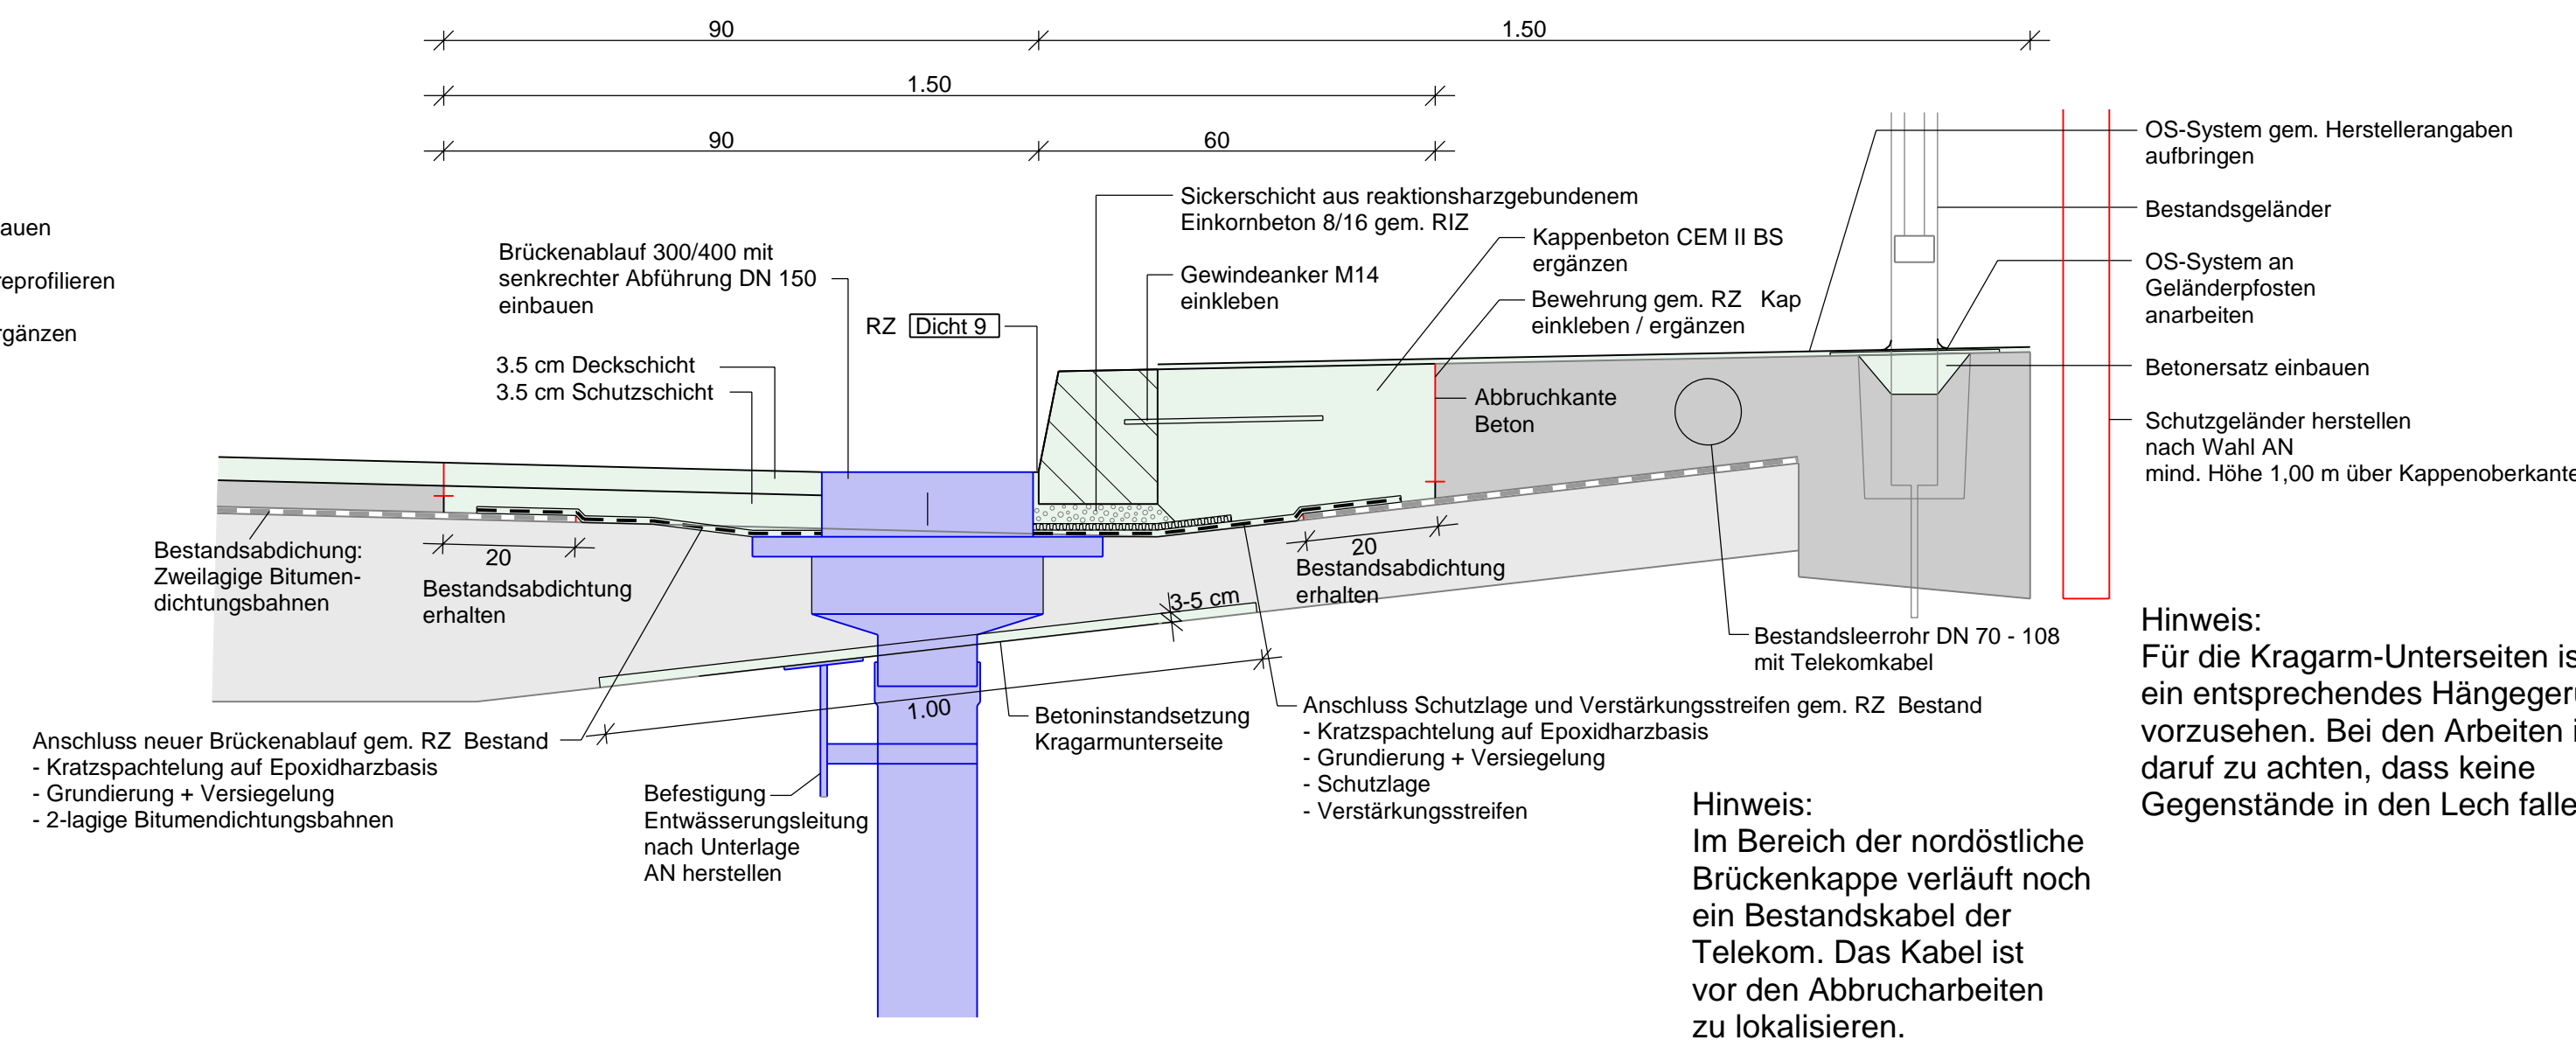 90
1.50
1.50
90
60
auen
eprofilieren
rgänzen
Brückenablauf 300/400 mit
senkrechter Abführung DN 150
einbauen
3.5 cm Deckschicht
3.5 cm Schutzschicht
RZ Dicht 9
Sickerschicht aus reaktionsharzgebundenem
Einkornbeton 8/16 gem. RIZ
Gewindeanker M14
einkleben
Kappenbeton CEM II BS
ergänzen
Bewehrung gem. RZ Kap
einkleben / ergänzen
Abbruchkante
Beton
OS-System gem. Herstellerangaben
aufbringen
Bestandsgeländer
OS-System an
Geländerpfosten
anarbeiten
Betonersatz einbauen
Schutzgeländer herstellen
nach Wahl AN
mind. Höhe 1,00 m über Kappenoberkante
Bestandsabdichung:
Zweilagige Bitumen-
dichtungsbahnen
20
Bestandsabdichtung
erhalten
20
Bestandsabdichtung
erhalten
3-5 cm
1.00
Bestandsleerrohr DN 70 - 108
mit Telekomkabel
Anschluss neuer Brückenablauf gem. RZ Bestand
- Kratzspachtelung auf Epoxidharzbasis
- Grundierung + Versiegelung
- 2-lagige Bitumendichtungsbahnen
Befestigung
Entwässerungsleitung
nach Unterlage
AN herstellen
Betoninstandsetzung
Kragarmunterseite
Anschluss Schutzlage und Verstärkungsstreifen gem. RZ Bestand
- Kratzspachtelung auf Epoxidharzbasis
- Grundierung + Versiegelung
- Schutzlage
- Verstärkungsstreifen
Hinweis:
Im Bereich der nordöstliche
Brückenkappe verläuft noch
ein Bestandskabel der
Telekom. Das Kabel ist
vor den Abbrucharbeiten
zu lokalisieren.
Hinweis:
Für die Kragarm-Unterseiten is
ein entsprechendes Hängegerü
vorzusehen. Bei den Arbeiten i
daruf zu achten, dass keine
Gegenstände in den Lech falle